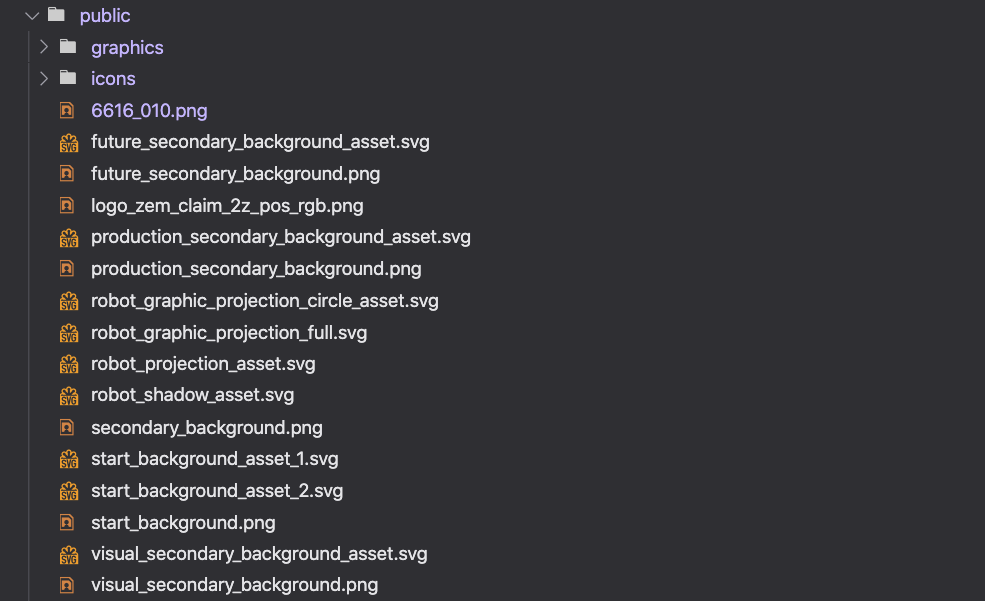 public
graphics
icons
6616_010.png
future_secondary_background_asset.svg
future_secondary_background.png
logo_zem_claim_2z_pos_rgb.png
production_secondary_background_asset.svg
production_secondary_background.png
robot_graphic_projection_circle_asset.svg
robot_graphic_projection_full.svg
robot_projection_asset.svg
robot_shadow_asset.svg
secondary_background.png
start_background_asset_1.svg
start_background_asset_2.svg
start_background.png
visual_secondary_background_asset.svg
visual_secondary_background.png